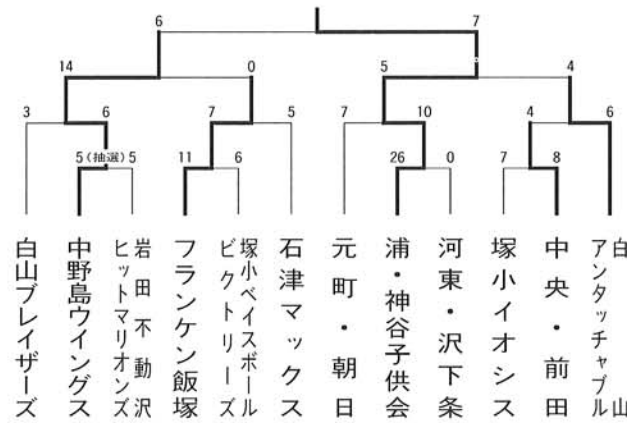 6 7
14 0 5 4
3 6 7 5 7 10 4 6
5(抽選)5 11 6 26 0 7 8
白山ブレイザーズ
中野島ウイングス
岩田不動沢
ヒットマリオンズ
フランケン飯塚
塚小ベイスボール
ビクトリーズ
石津マックス
元町・朝日
浦・神谷子供会
河東・沢下条
塚小イオシス
中央・前田
白山
アンタッチャブル